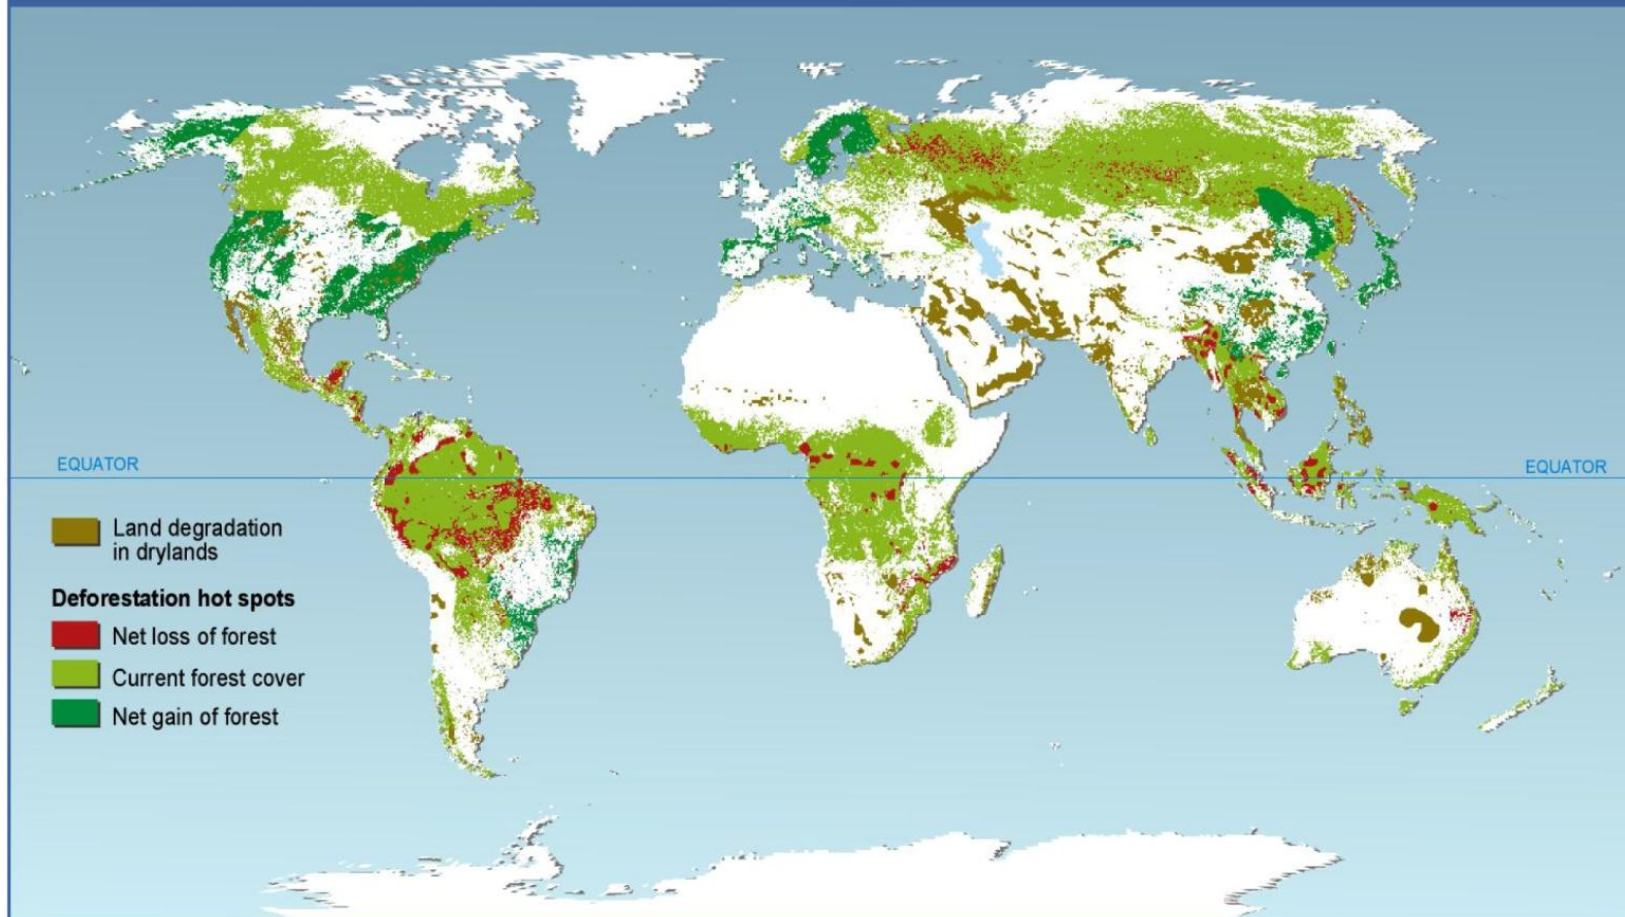 EQUATOR
EQUATOR
Land degradation
in drylands
Deforestation hot spots
Net loss of forest
Current forest cover
Net gain of forest